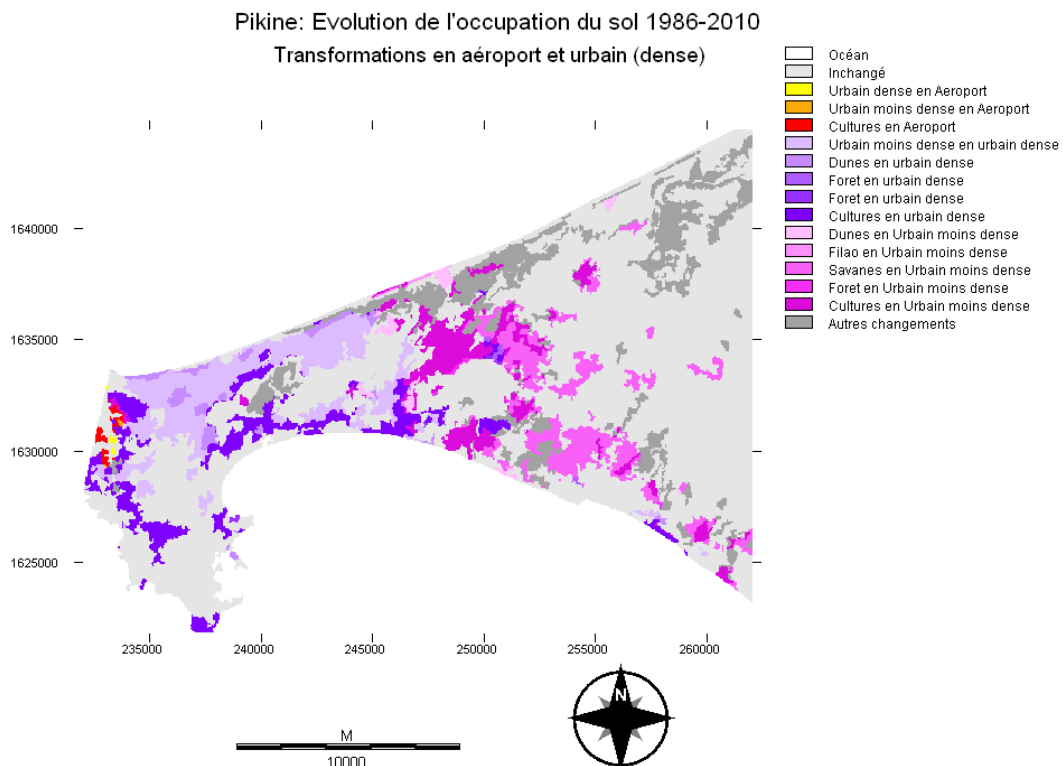 Pikine: Evolution de l'occupation du sol 1986-2010
Transformations en aéroport et urbain (dense)
Océan
Inchangé
Urbain dense en Aeroport
Urbain moins dense en Aeroport
Cultures en Aeroport
Urbain moins dense en urbain dense
Dunes en urbain dense
Foret en urbain dense
Foret en urbain dense
Cultures en urbain dense
Dunes en Urbain moins dense
Filao en Urbain moins dense
Savanes en Urbain moins dense
Foret en Urbain moins dense
Cultures en Urbain moins dense
Autres changements
1640000
1635000
1630000
1625000
235000 240000 245000 250000 255000 260000
N
M
10000